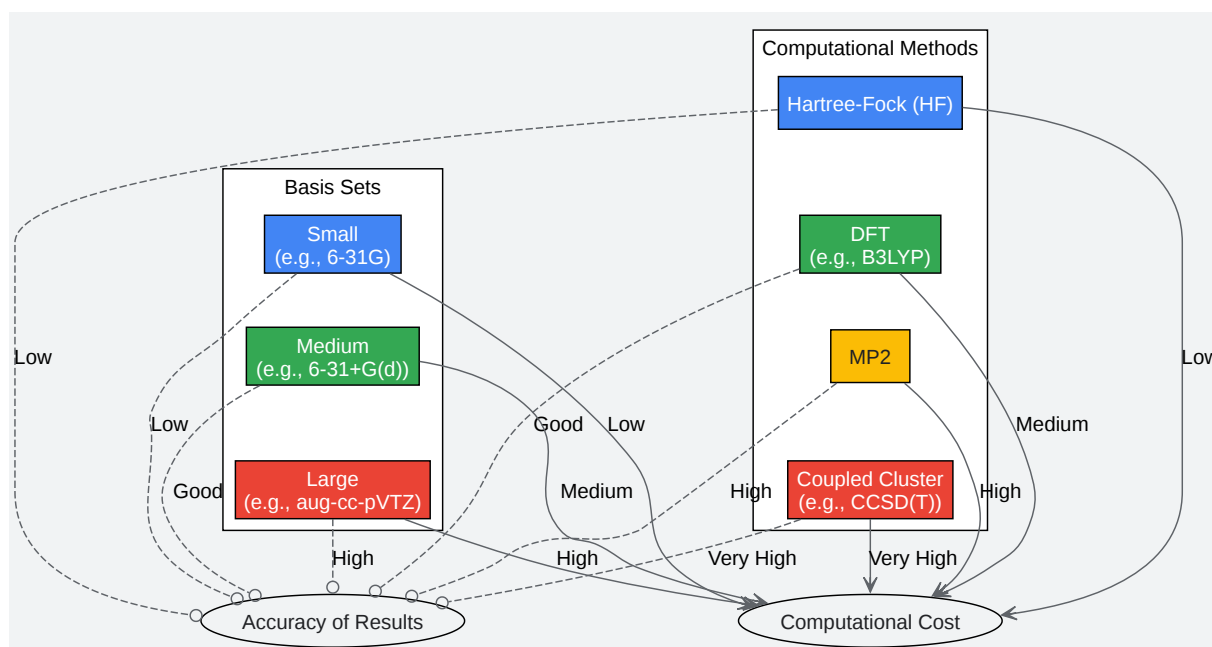 Computational Methods
Hartree-Fock (HF)
Basis Sets
Small
(e.g., 6-31G)
DFT
(e.g., B3LYP)
Medium
(e.g., 6-31+G(d))
MP2
Low
Low
Low
Good
Low
Medium
Large
(e.g., aug-cc-pVTZ)
Coupled Cluster
(e.g., CCSD(T))
Good
Medium
High
High
High
High
Very High
Very High
Accuracy of Results
Computational Cost